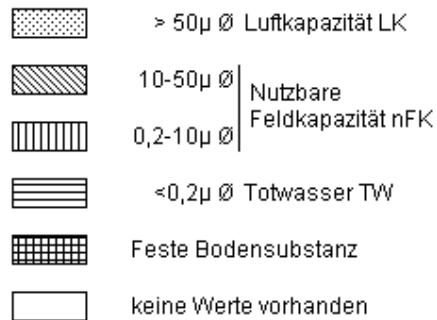 > 50µ Ø Luftkapazität LK
10-50µ Ø
Nutzbare
Feldkapazität nFK
0,2-10µ Ø
<0,2µ Ø Totwasser TW
Feste Bodensubstanz
keine Werte vorhanden